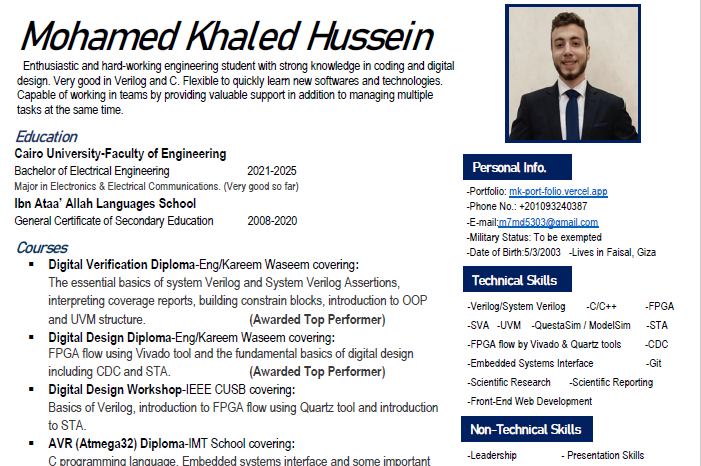 Mohamed Khaled Hussein
Enthusiastic and hard-working engineering student with strong knowledge in coding and digital
design. Very good in Verilog and C. Flexible to quickly learn new softwares and technologies.
Capable of working in teams by providing valuable support in addition to managing multiple
tasks at the same time.
Education
Cairo University-Faculty of Engineering
Bachelor of Electrical Engineering 2021-2025
Major in Electronics & Electrical Communications. (Very good so far)
Ibn Ataa’ Allah Languages School
General Certificate of Secondary Education 2008-2020
Courses
▪ Digital Verification Diploma-Eng/Kareem Waseem covering:
The essential basics of system Verilog and System Verilog Assertions,
interpreting coverage reports, building constrain blocks, introduction to OOP
and UVM structure. (Awarded Top Performer)
▪ Digital Design Diploma-Eng/Kareem Waseem covering:
FPGA flow using Vivado tool and the fundamental basics of digital design
including CDC and STA. (Awarded Top Performer)
▪ Digital Design Workshop-IEEE CUSB covering:
Basics of Verilog, introduction to FPGA flow using Quartz tool and introduction
to STA.
▪ AVR (Atmega32) Diploma-IMT School covering:
C programming language, Embedded systems interface and some important
Personal Info.
-Portfolio: mk-port-folio.vercel.app
-Phone No.: +201093240387
-E-mail:m7md5303@gmail.com
-Military Status: To be exempted
-Date of Birth:5/3/2003 -Lives in Faisal, Giza
Technical Skills
-Verilog/System Verilog -C/C++ -FPGA
-SVA -UVM -QuestaSim / ModelSim -STA
-FPGA flow by Vivado & Quartz tools -CDC
-Embedded Systems Interface -Git
-Scientific Research -Scientific Reporting
-Front-End Web Development
Non-Technical Skills
-Leadership - Presentation Skills